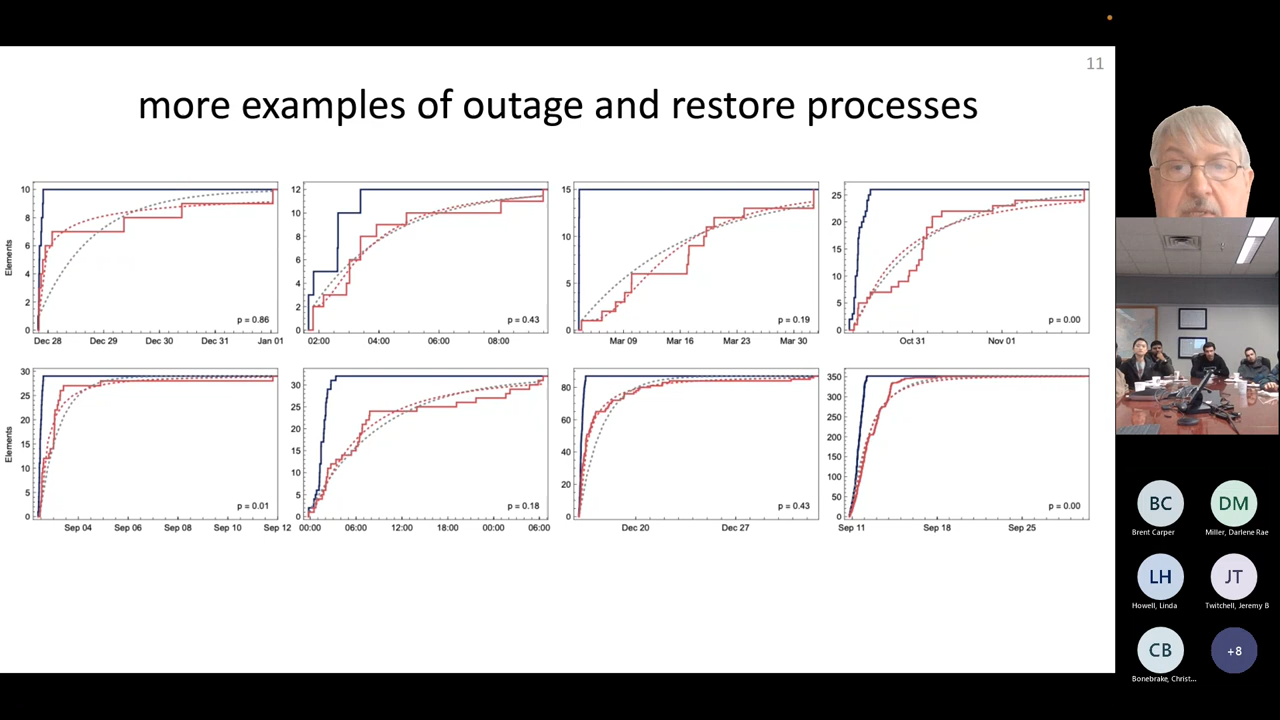 11
more examples of outage and restore processes
Elements
10
8
6
4
2
0
p = 0.86
Dec 28 Dec 29 Dec 30 Dec 31 Jan 01
12
10
8
6
4
2
0
p = 0.43
02:00 04:00 06:00 08:00
15
10
5
0
p = 0.19
Mar 09 Mar 16 Mar 23 Mar 30
25
20
15
10
5
0
p = 0.00
Oct 31 Nov 01
Elements
30
25
20
15
10
5
0
p = 0.01
Sep 04 Sep 06 Sep 08 Sep 10 Sep 12
30
25
20
15
10
5
0
p = 0.18
00:00 06:00 12:00 18:00 00:00 06:00
80
60
40
20
0
p = 0.43
Dec 20 Dec 27
350
300
250
200
150
100
50
0
p = 0.00
Sep 11 Sep 18 Sep 25
BC
Brent Carper
DM
Miller, Darlene Rae
LH
Howell, Linda
JT
Twitchell, Jeremy B
CB
Bonebrake, Christ...
+8